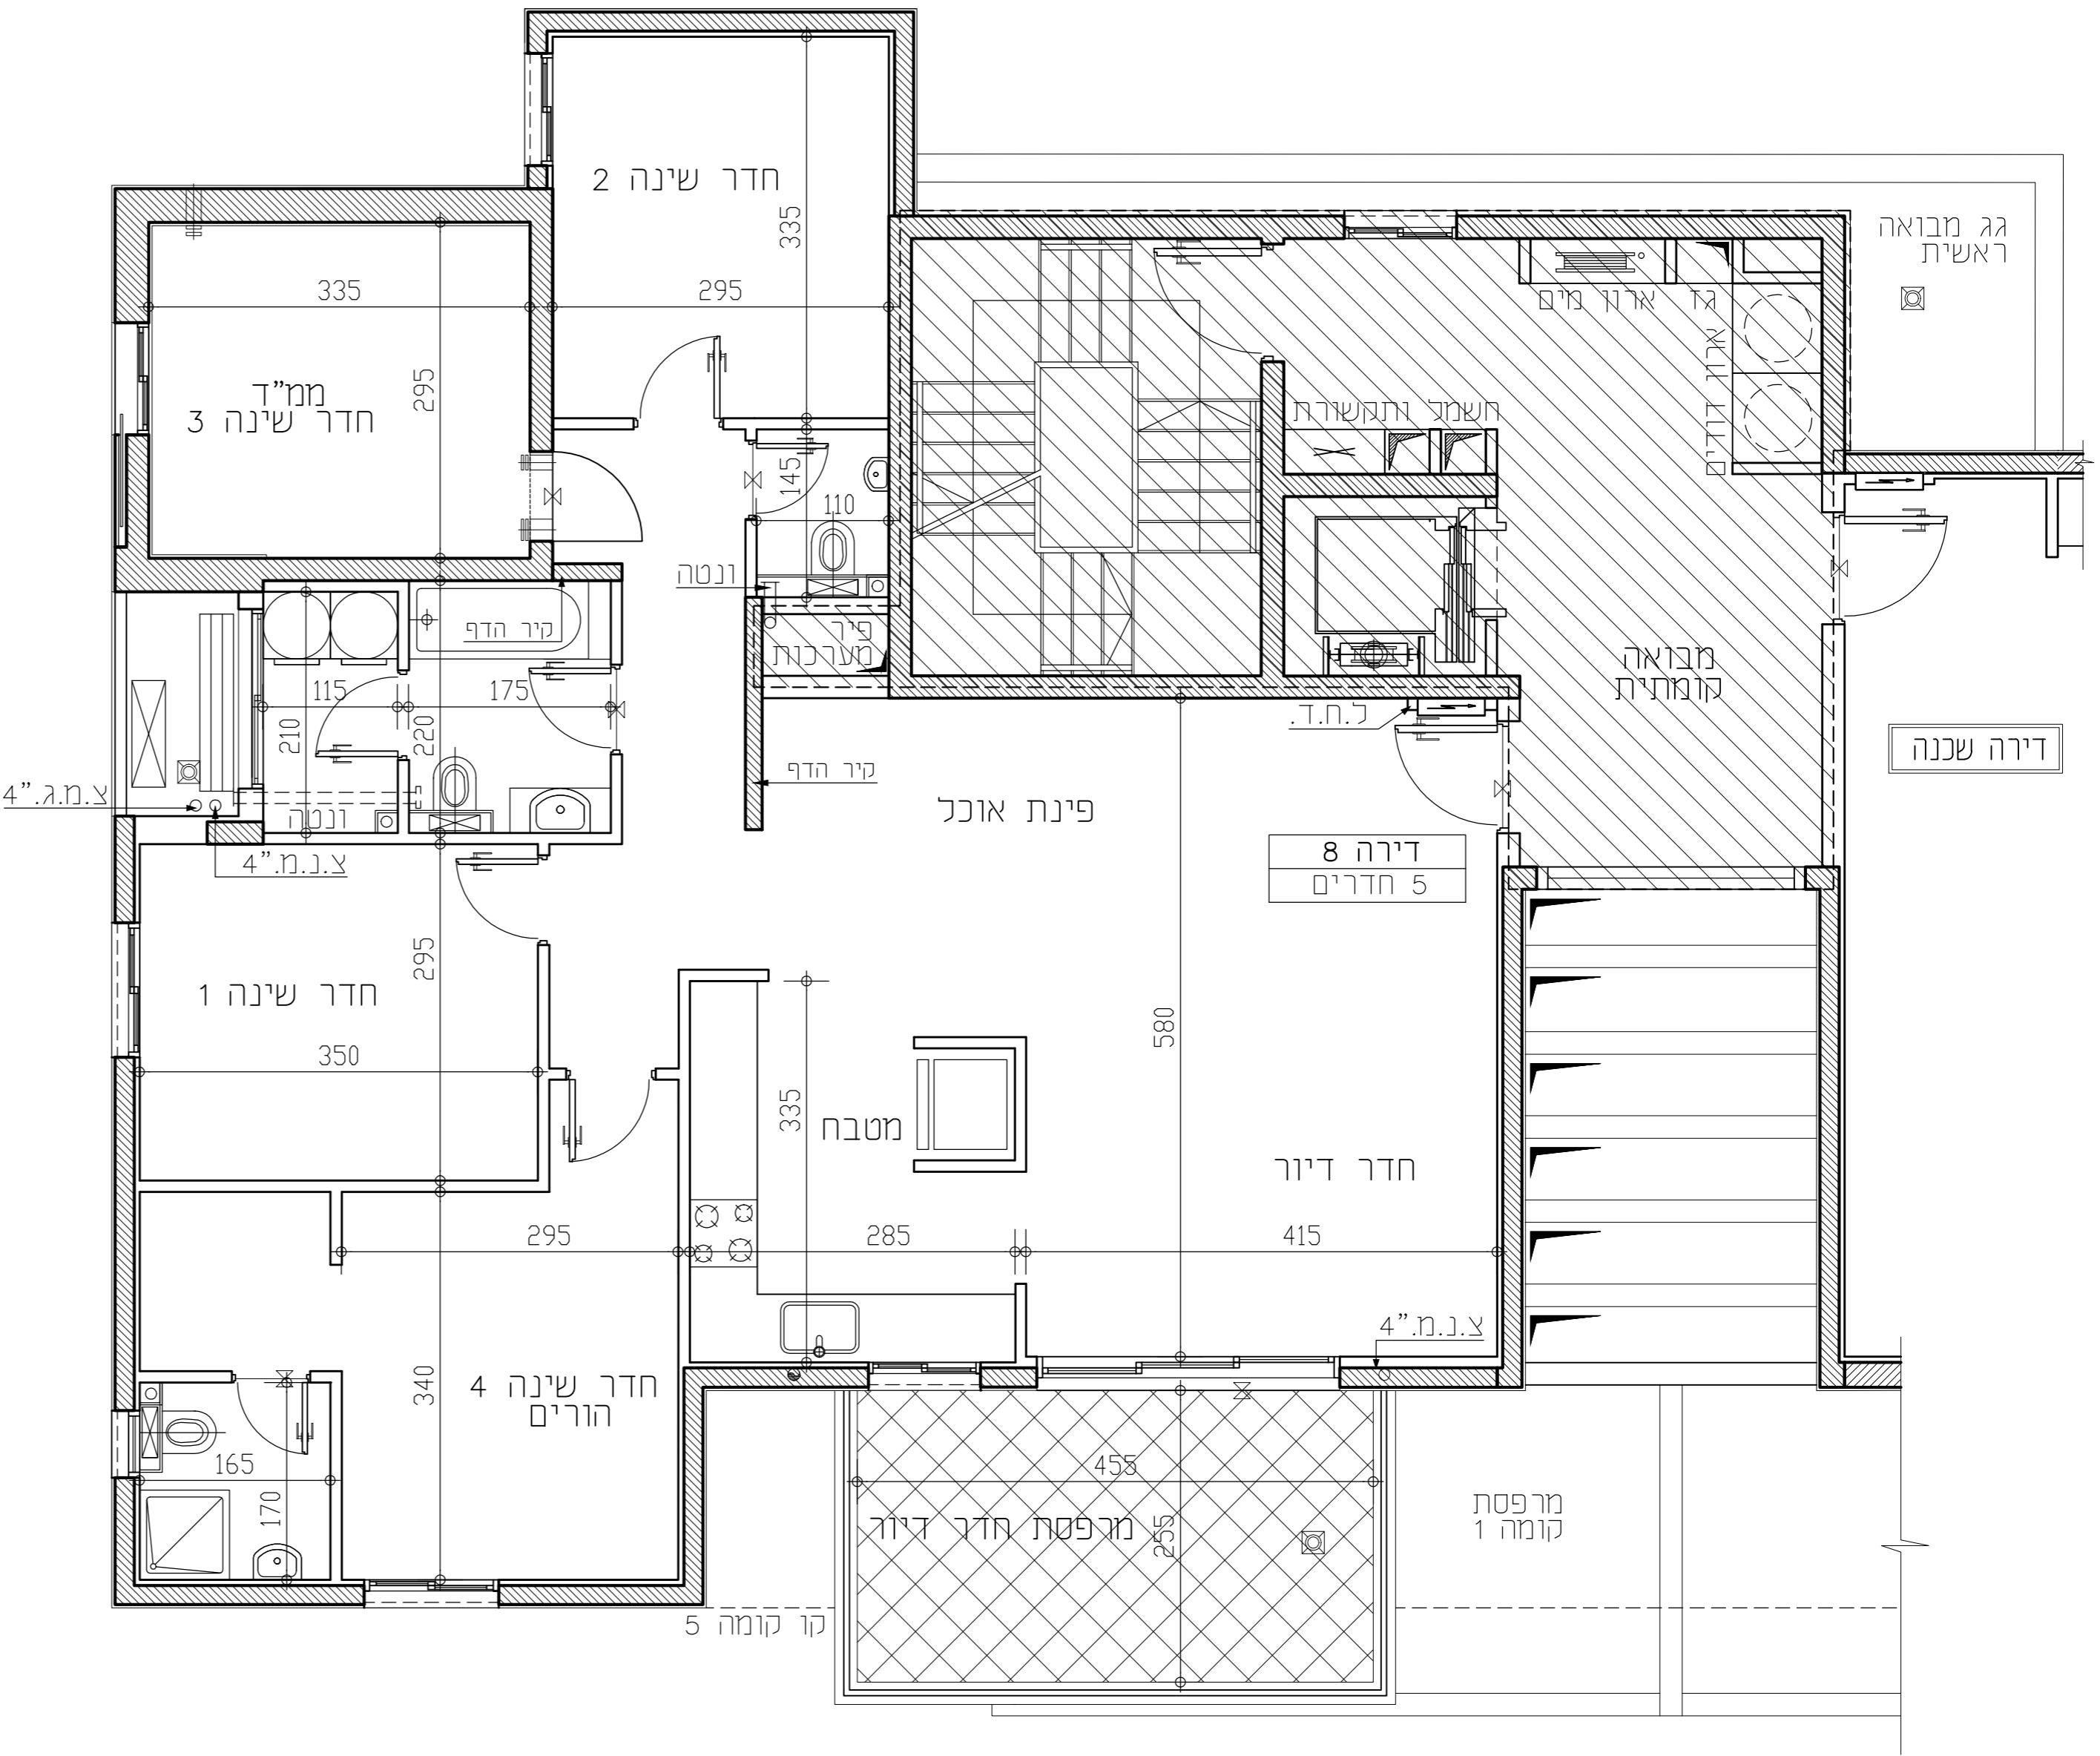 חדר שינה 2
335
295
גג מבואה
ראשית
335
295
ממ"ד
חדר שינה 3
ארון מים
גז
ארון דודים
חשמל ותקשורת
145
110
ונטה
פיר
מערכות
קיר הדף
115
175
210
220
ונטה
צ.מ.ג."4
צ.נ.מ."4
קיר הדף
ל.ח.ד.
מבואה
קומתית
דירה שכנה
פינת אוכל
דירה 8
5 חדרים
חדר שינה 1
295
350
580
335
מטבח
חדר דיור
295
285
415
צ.נ.מ."4
340
חדר שינה 4
הורים
165
170
455
מרפסת חדר דיור
255
מרפסת
קומה 1
קו קומה 5